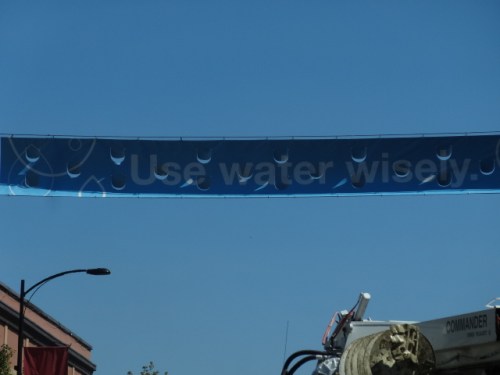 Use water wisely.
COMMANDER